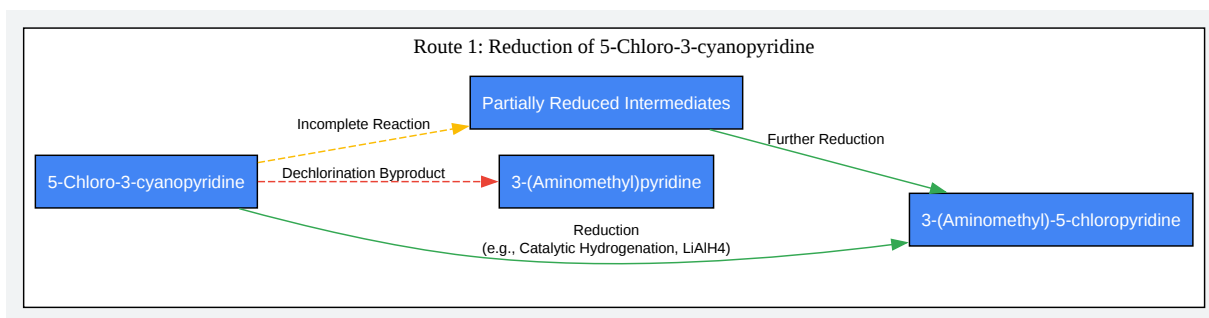 Route 1: Reduction of 5-Chloro-3-cyanopyridine
Partially Reduced Intermediates
Incomplete Reaction
Further Reduction
5-Chloro-3-cyanopyridine
Dechlorination Byproduct
3-(Aminomethyl)pyridine
3-(Aminomethyl)-5-chloropyridine
Reduction
(e.g., Catalytic Hydrogenation, LiAlH4)